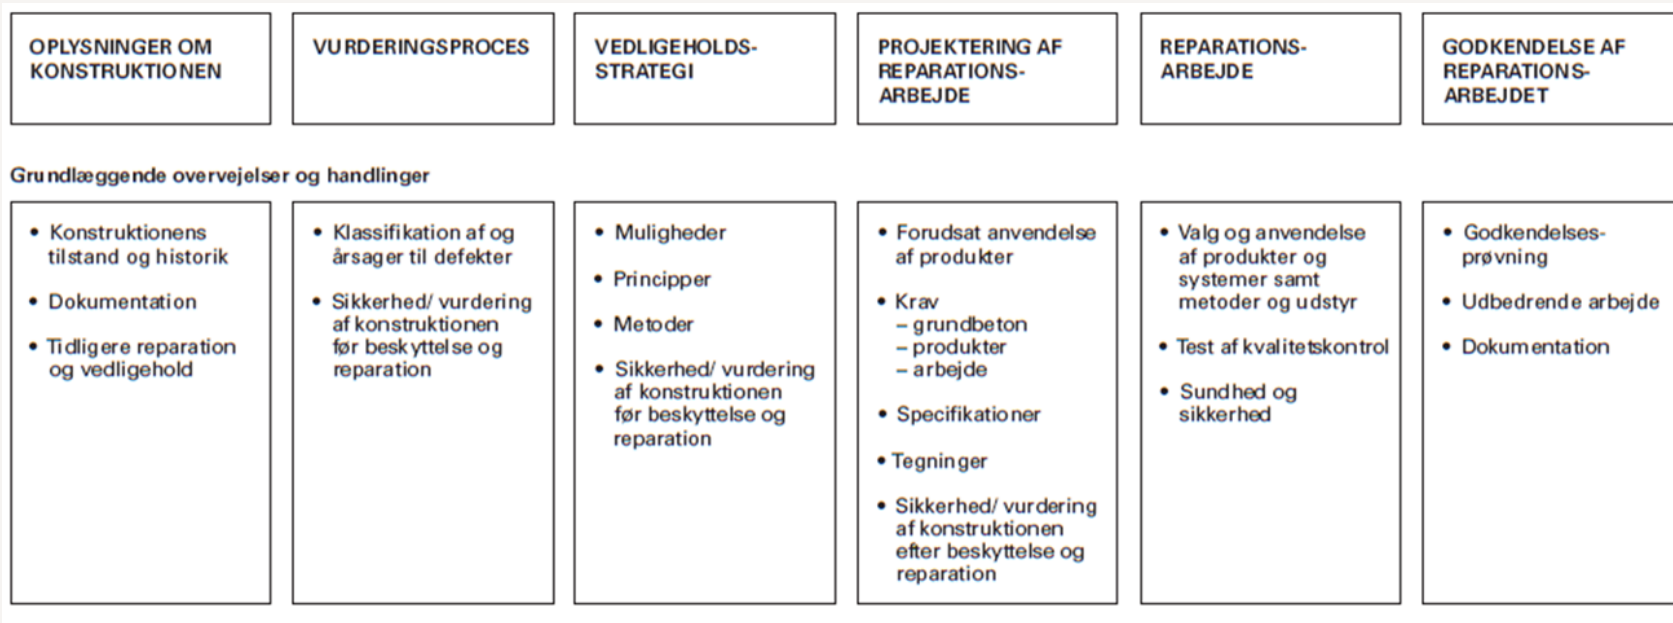 OPLYSNINGER OM
KONSTRUKTIONEN
VURDERINGSPROCES
VEDLIGEHOLDS-
STRATEGI
PROJEKTERING AF
REPARATIONS-
ARBEJDE
REPARATIONS-
ARBEJDE
GODKENDELSE AF
REPARATIONS-
ARBEJDET
Grundlæggende overvejelser og handlinger
• Konstruktionens
tilstand og historik
• Dokumentation
• Tidligere reparation
og vedligehold
• Klassifikation af og
årsager til defekter
• Sikkerhed/ vurdering
af konstruktionen
før beskyttelse og
reparation
• Muligheder
• Principper
• Metoder
• Sikkerhed/ vurdering
af konstruktionen
før beskyttelse og
reparation
• Forudsat anvendelse
af produkter
• Krav
– grundbeton
– produkter
– arbejde
• Specifikationer
• Tegninger
• Sikkerhed/ vurdering
af konstruktionen
efter beskyttelse og
reparation
• Valg og anvendelse
af produkter og
systemer samt
metoder og udstyr
• Test af kvalitetskontrol
• Sundhed og
sikkerhed
• Godkendelses-
prøvning
• Udbedrende arbejde
• Dokumentation